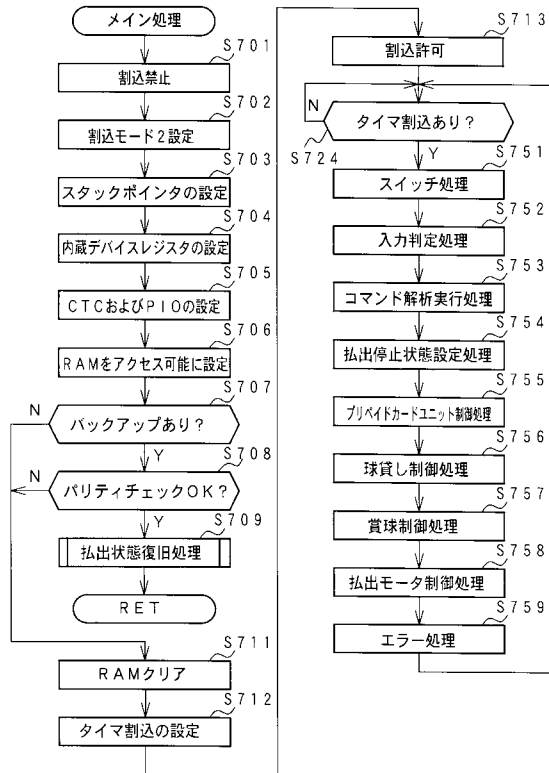 メイン処理
S701
割込禁止
S702
割込モード2設定
S703
スタックポインタの設定
S704
内蔵デバイスレジスタの設定
S705
CTCおよびPIOの設定
S706
RAMをアクセス可能に設定
S707
N
バックアップあり?
Y
S708
N
パリティチェックOK?
Y
S709
払出状態復旧処理
RET
S711
RAMクリア
S712
タイマ割込の設定
S713
割込許可
N
タイマ割込あり?
S724
Y
S751
スイッチ処理
S752
入力判定処理
S753
コマンド解析実行処理
S754
払出停止状態設定処理
S755
プリペイドカードユニット制御処理
S756
球貸し制御処理
S757
賞球制御処理
S758
払出モータ制御処理
S759
エラー処理